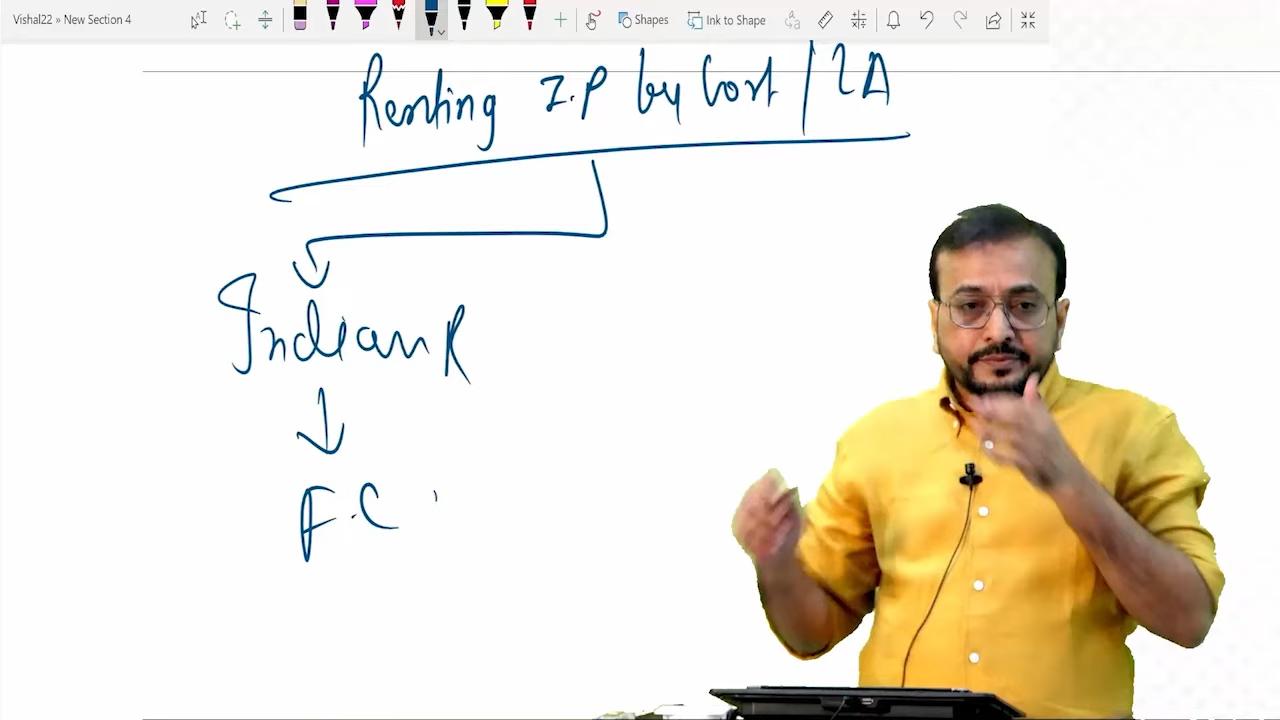 Vishal22 » New Section 4
Shapes
Ink to Shape
Renting I.P by Govt / LA
Indian R
F.C